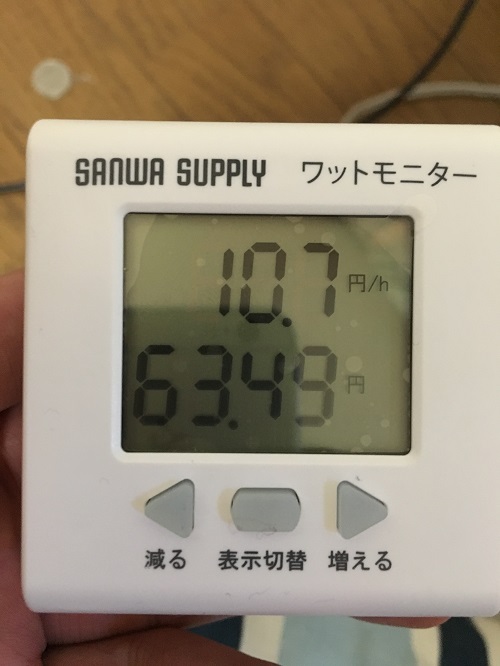 SANWA SUPPLY ワットモニター
10.7 円/h
63.49 円
減る 表示切替 増える